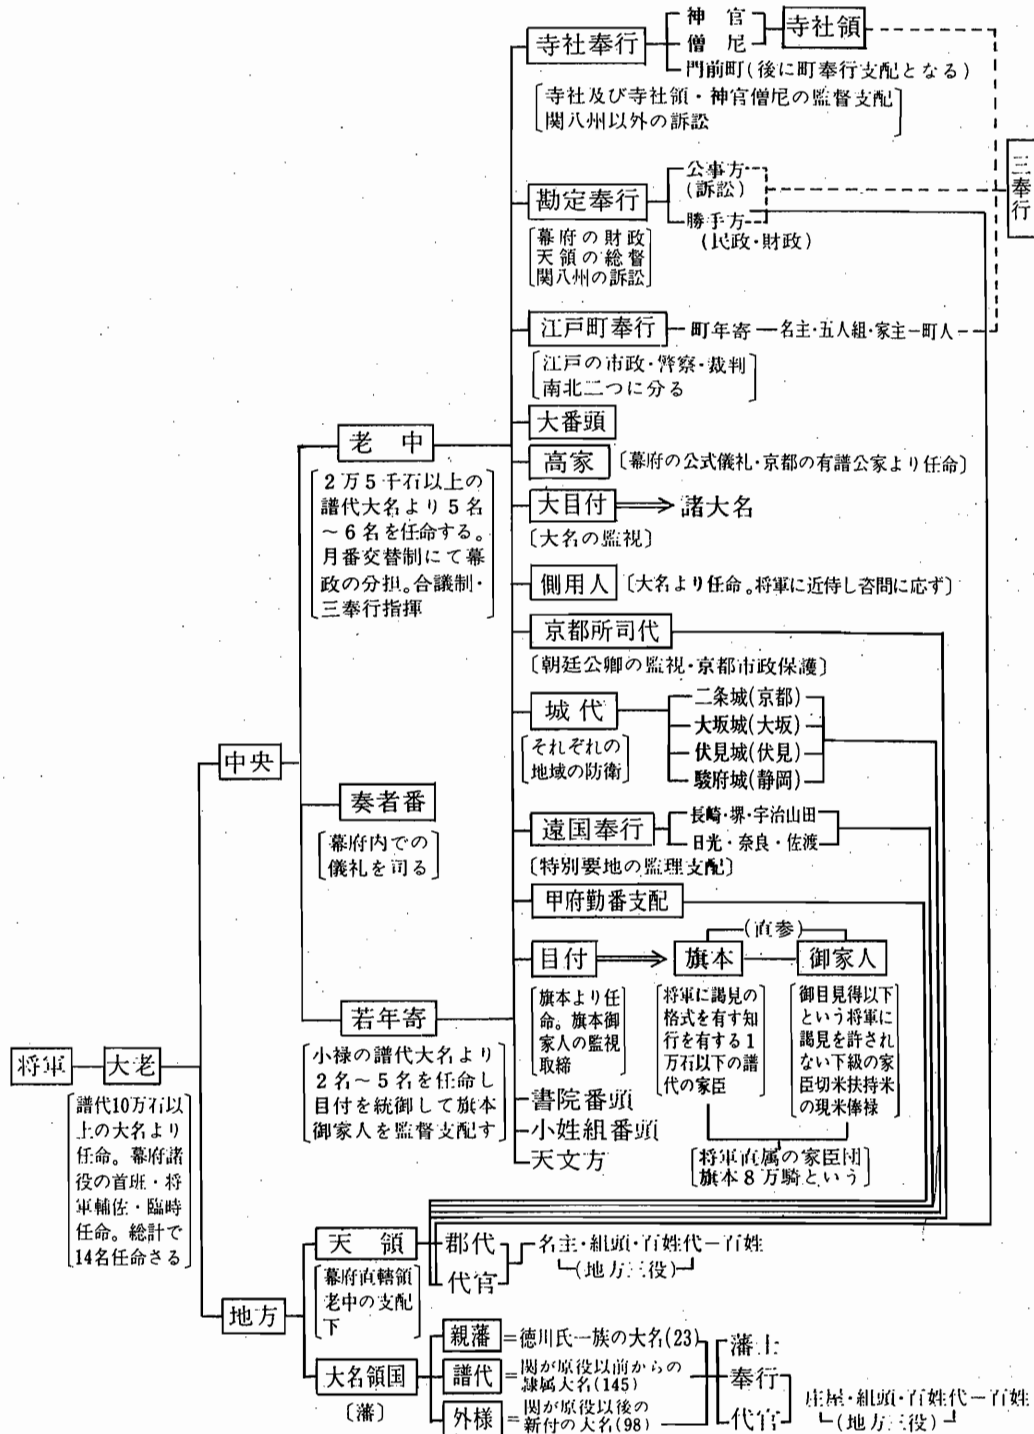 寺社奉行
神官
僧尼
寺社領
門前町(後に町奉行支配となる)
寺社及び寺社領・神官僧尼の監督支配
関八州以外の訴訟
三奉行
勘定奉行
公事方
(訴訟)
勝手方
(民政・財政)
幕府の財政
天領の総督
関八州の訴訟
江戸町奉行
町年寄
名主・五人組・家主ー町人
江戸の市政・警察・裁判
南北二つに分る
老中
2万5千石以上の
譜代大名より5名
～6名を任命する。
月番交替制にて幕
政の分担。合議制・
三奉行指揮
大番頭
高家
〔幕府の公式儀礼・京都の有譜公家より任命〕
大目付
諸大名
〔大名の監視〕
側用人
〔大名より任命。将軍に近侍し咨問に応ず〕
京都所司代
〔朝廷公卿の監視・京都市政保護〕
城代
それぞれの
地域の防衛
二条城(京都)
大坂城(大坂)
伏見城(伏見)
駿府城(静岡)
中央
奏者番
幕府内での
儀礼を司る
遠国奉行
長崎・堺・宇治山田
日光・奈良・佐渡
〔特別要地の監理支配〕
甲府勤番支配
目付
旗本より任
命。旗本御
家人の監視
取締
(直参)
旗本
将軍に謁見の
格式を有す知
行を有する1
万石以下の譜
代の家臣
御家人
御目見得以下
という将軍に
謁見を許され
ない下級の家
臣切米扶持米
の現米俸禄
将軍直属の家臣団
旗本8万騎という
若年寄
小禄の譜代大名より
2名～5名を任命し
目付を統御して旗本
御家人を監督支配す
書院番頭
小姓組番頭
天文方
将軍
大老
譜代10万石以
上の大名より
任命。幕府諸
役の首班・将
軍輔佐・臨時
任命。総計で
14名任命さる
地方
天領
幕府直轄領
老中の支配
下
郡代
代官
名主・組頭・百姓代ー百姓
(地方三役)
大名領国
〔藩〕
親藩
=徳川氏一族の大名(23)
譜代
=関が原役以前からの
隷属大名(145)
外様
=関が原役以後の
新付の大名(98)
藩士
奉行
代官
庄屋・組頭・百姓代ー百姓
(地方三役)